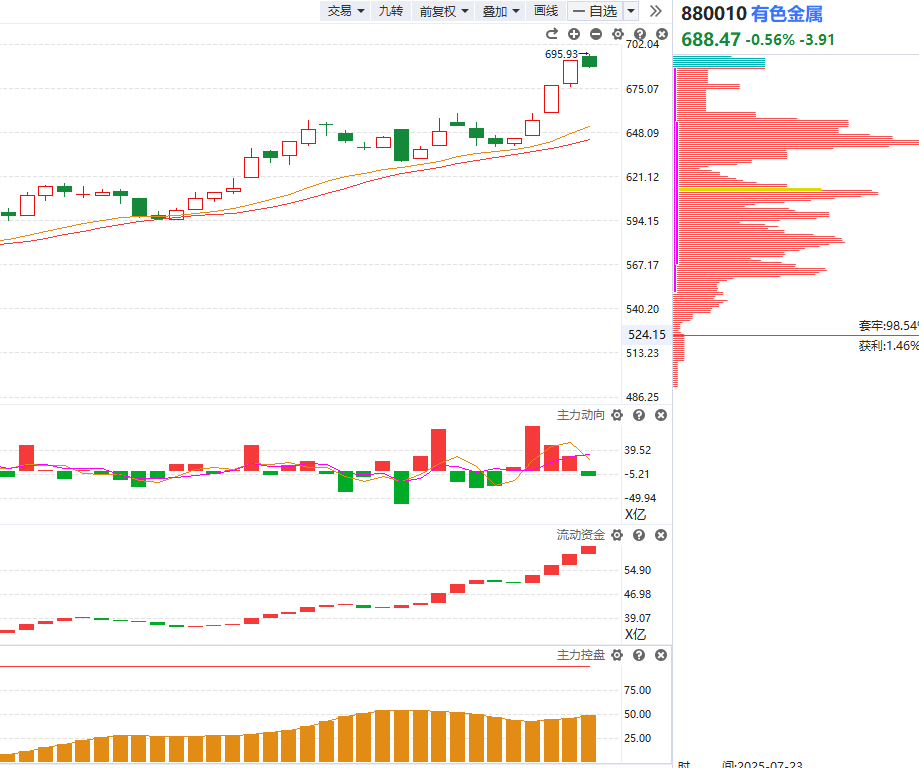 交易 九转 前复权 叠加 画线 一 自选
880010 有色金属
688.47 -0.56% -3.91
695.93
702.04
675.07
648.09
621.12
594.15
567.17
540.20
524.15
513.23
486.25
套牢:98.54%
获利:1.46%
主力动向
39.52
-5.21
-49.94
X亿
流动资金
54.90
46.98
39.07
X亿
主力控盘
75.00
50.00
25.00
时 间:2025-07-23